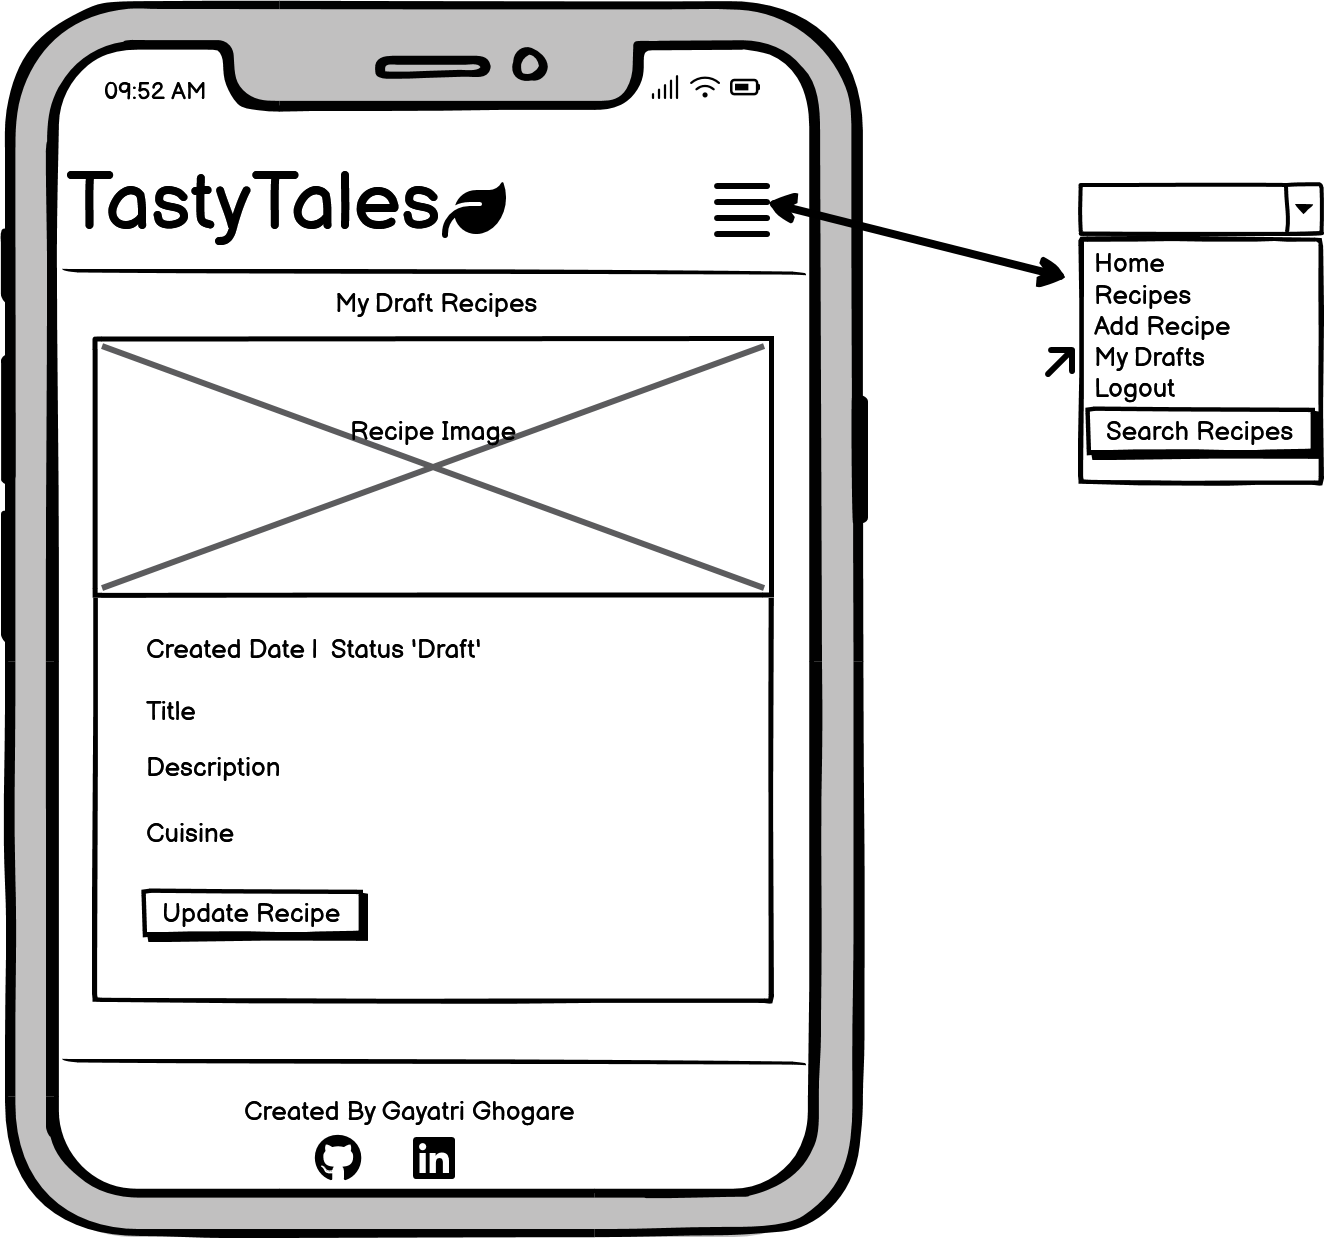 09:52 AM
TastyTales
My Draft Recipes
Recipe Image
Created Date | Status 'Draft'
Title
Description
Cuisine
Update Recipe
Created By Gayatri Ghogare
in
Home
Recipes
Add Recipe
My Drafts
Logout
Search Recipes